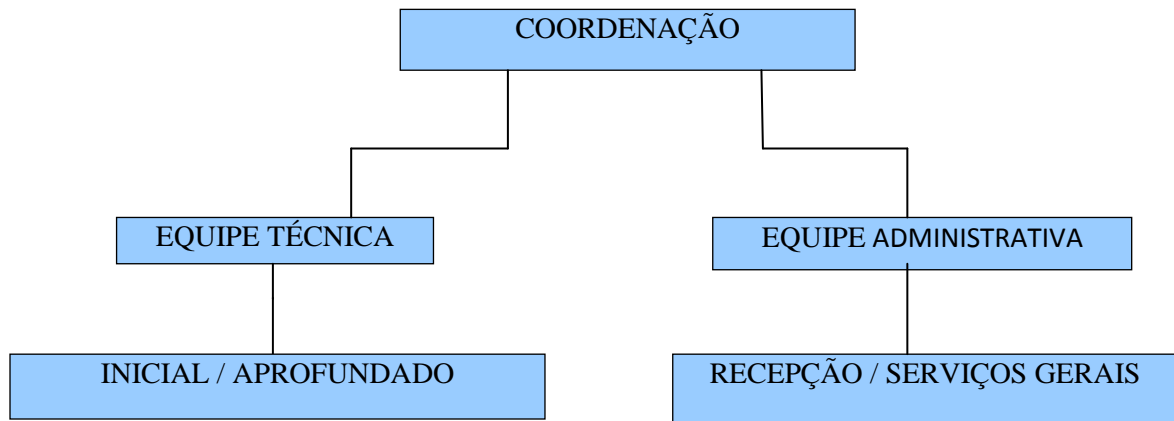 COORDENAÇÃO
EQUIPE TÉCNICA
EQUIPE ADMINISTRATIVA
INICIAL / APROFUNDADO
RECEPÇÃO / SERVIÇOS GERAIS